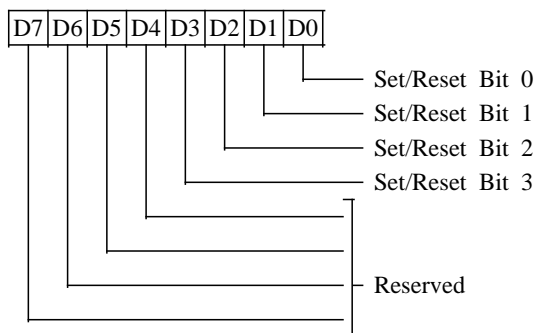 D7 D6 D5 D4 D3 D2 D1 D0
Set/Reset Bit 0
Set/Reset Bit 1
Set/Reset Bit 2
Set/Reset Bit 3
Reserved